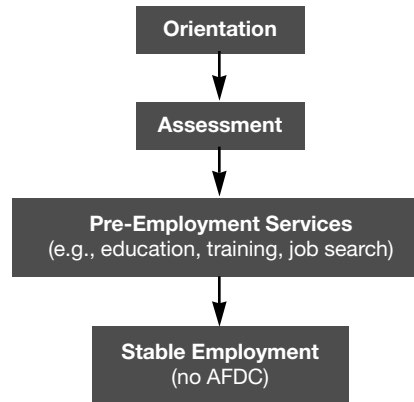 Orientation
Assessment
Pre-Employment Services
(e.g., education, training, job search)
Stable Employment
(no AFDC)